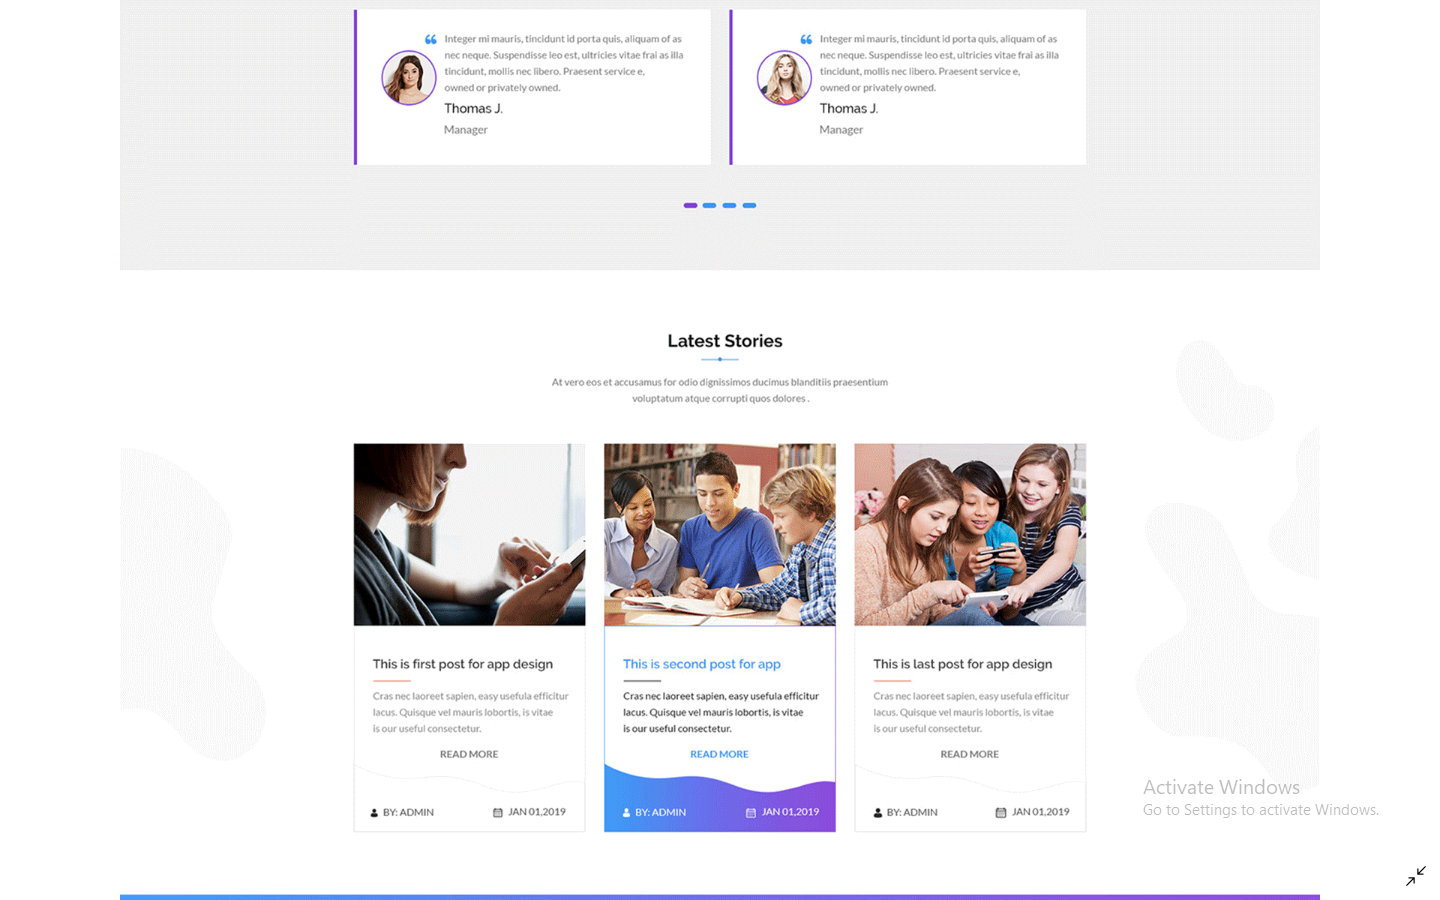 Integer mi mauris, tincidunt id porta quis, aliquam of as
nec neque. Suspendisse leo est, ultricies vitae frai as illa
tincidunt, mollis nec libero. Praesent service e,
owned or privately owned.
Thomas J.
Manager
Integer mi mauris, tincidunt id porta quis, aliquam of as
nec neque. Suspendisse leo est, ultricies vitae frai as illa
tincidunt, mollis nec libero. Praesent service e,
owned or privately owned.
Thomas J.
Manager
Latest Stories
At vero eos et accusamus for odio dignissimos ducimus blanditiis praesentium
voluptatum atque corrupti quos dolores .
This is first post for app design
Cras nec laoreet sapien, easy usefula efficitur
lacus. Quisque vel mauris lobortis, is vitae
is our useful consectetur.
READ MORE
BY: ADMIN
JAN 01,2019
This is second post for app
Cras nec laoreet sapien, easy usefula efficitur
lacus. Quisque vel mauris lobortis, is vitae
is our useful consectetur.
READ MORE
BY: ADMIN
JAN 01,2019
This is last post for app design
Cras nec laoreet sapien, easy usefula efficitur
lacus. Quisque vel mauris lobortis, is vitae
is our useful consectetur.
READ MORE
BY: ADMIN
JAN 01,2019
Activate Windows
Go to Settings to activate Windows.